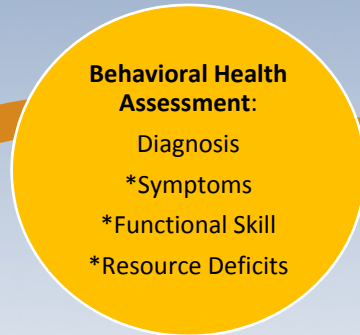 Behavioral Health
Assessment:
Diagnosis
*Symptoms
*Functional Skill
*Resource Deficits